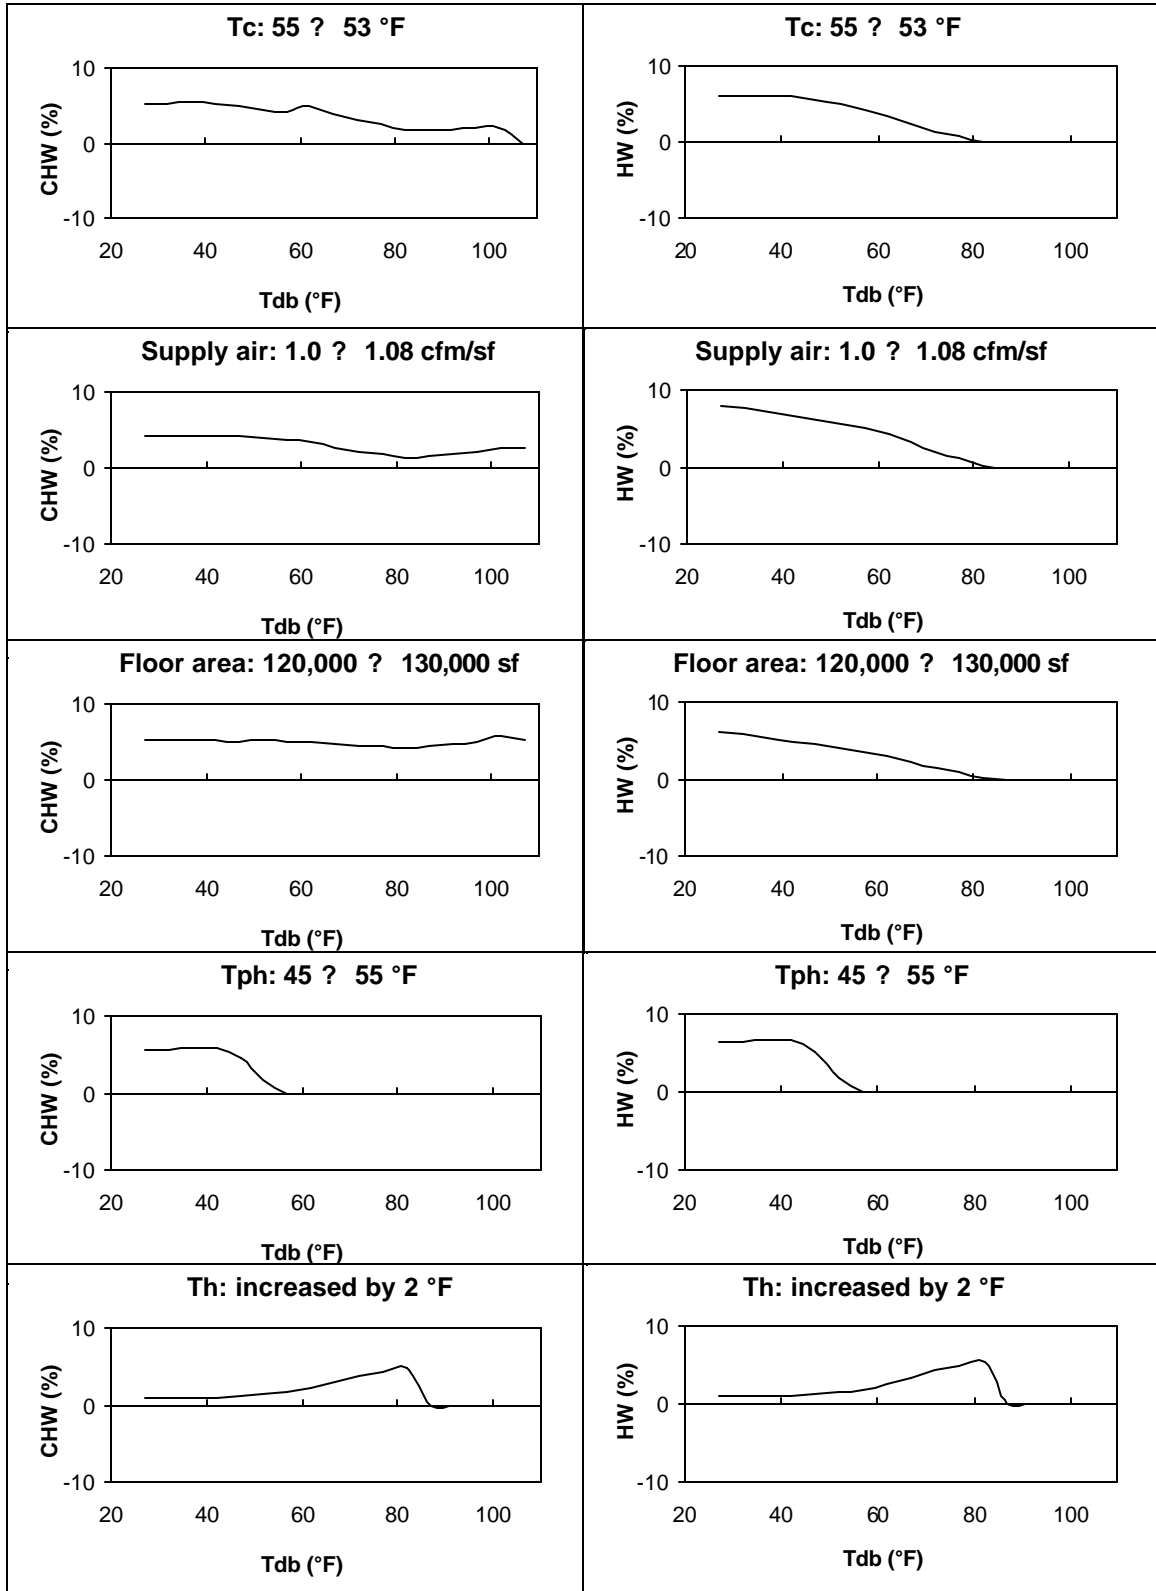 Tc: 55 ? 53 °F
10
0
-10
CHW (%)
20 40 60 80 100
Tdb (°F)
Tc: 55 ? 53 °F
10
0
-10
HW (%)
20 40 60 80 100
Tdb (°F)
Supply air: 1.0 ? 1.08 cfm/sf
10
0
-10
CHW (%)
20 40 60 80 100
Tdb (°F)
Supply air: 1.0 ? 1.08 cfm/sf
10
0
-10
HW (%)
20 40 60 80 100
Tdb (°F)
Floor area: 120,000 ? 130,000 sf
10
0
-10
CHW (%)
20 40 60 80 100
Tdb (°F)
Floor area: 120,000 ? 130,000 sf
10
0
-10
HW (%)
20 40 60 80 100
Tdb (°F)
Tph: 45 ? 55 °F
10
0
-10
CHW (%)
20 40 60 80 100
Tdb (°F)
Tph: 45 ? 55 °F
10
0
-10
HW (%)
20 40 60 80 100
Tdb (°F)
Th: increased by 2 °F
10
0
-10
CHW (%)
20 40 60 80 100
Tdb (°F)
Th: increased by 2 °F
10
0
-10
HW (%)
20 40 60 80 100
Tdb (°F)